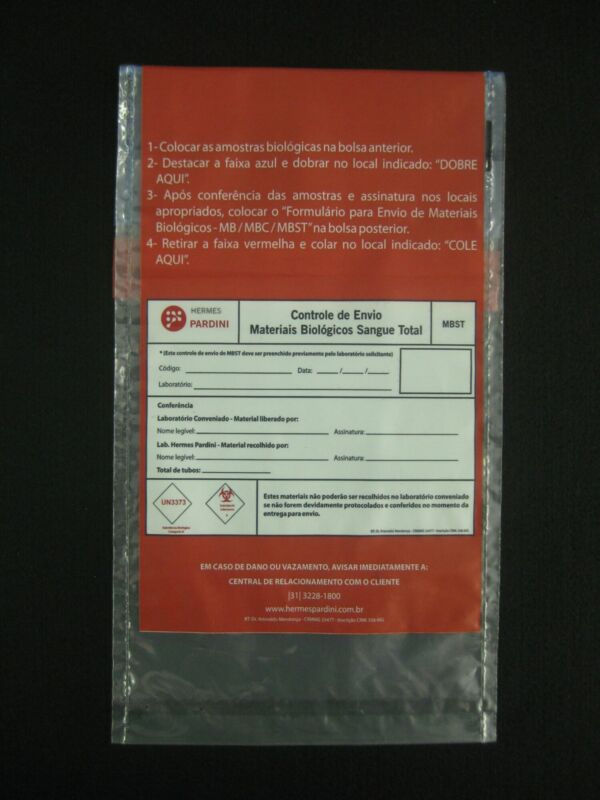 1- Colocar as amostras biológicas na bolsa anterior.
2- Destacar a faixa azul e dobrar no local indicado: "DOBRE
AQUI".
3- Após conferência das amostras e assinatura nos locais
apropriados, colocar o "Formulário para Envio de Materiais
Biológicos - MB / MBC / MBST" na bolsa posterior.
4- Retirar a faixa vermelha e colar no local indicado: "COLE
AQUI".
HERMES
PARDINI
Controle de Envio
Materiais Biológicos Sangue Total
MBST
* (Este controle de envio de MBST deve ser preenchido previamente pelo laboratório solicitante)
Código: Data: / /
Laboratório:
Conferência
Laboratório Conveniado - Material liberado por:
Nome legível: Assinatura:
Lab. Hermes Pardini - Material recolhido por:
Nome legível: Assinatura:
Total de tubos:
UN3373
Substância Biológica
Categoria B
Estes materiais não poderão ser recolhidos no laboratório conveniado
se não forem devidamente protocolados e conferidos no momento da
entrega para envio.
EM CASO DE DANO OU VAZAMENTO, AVISAR IMEDIATAMENTE A:
CENTRAL DE RELACIONAMENTO COM O CLIENTE
|31| 3228-1800
www.hermespardini.com.br